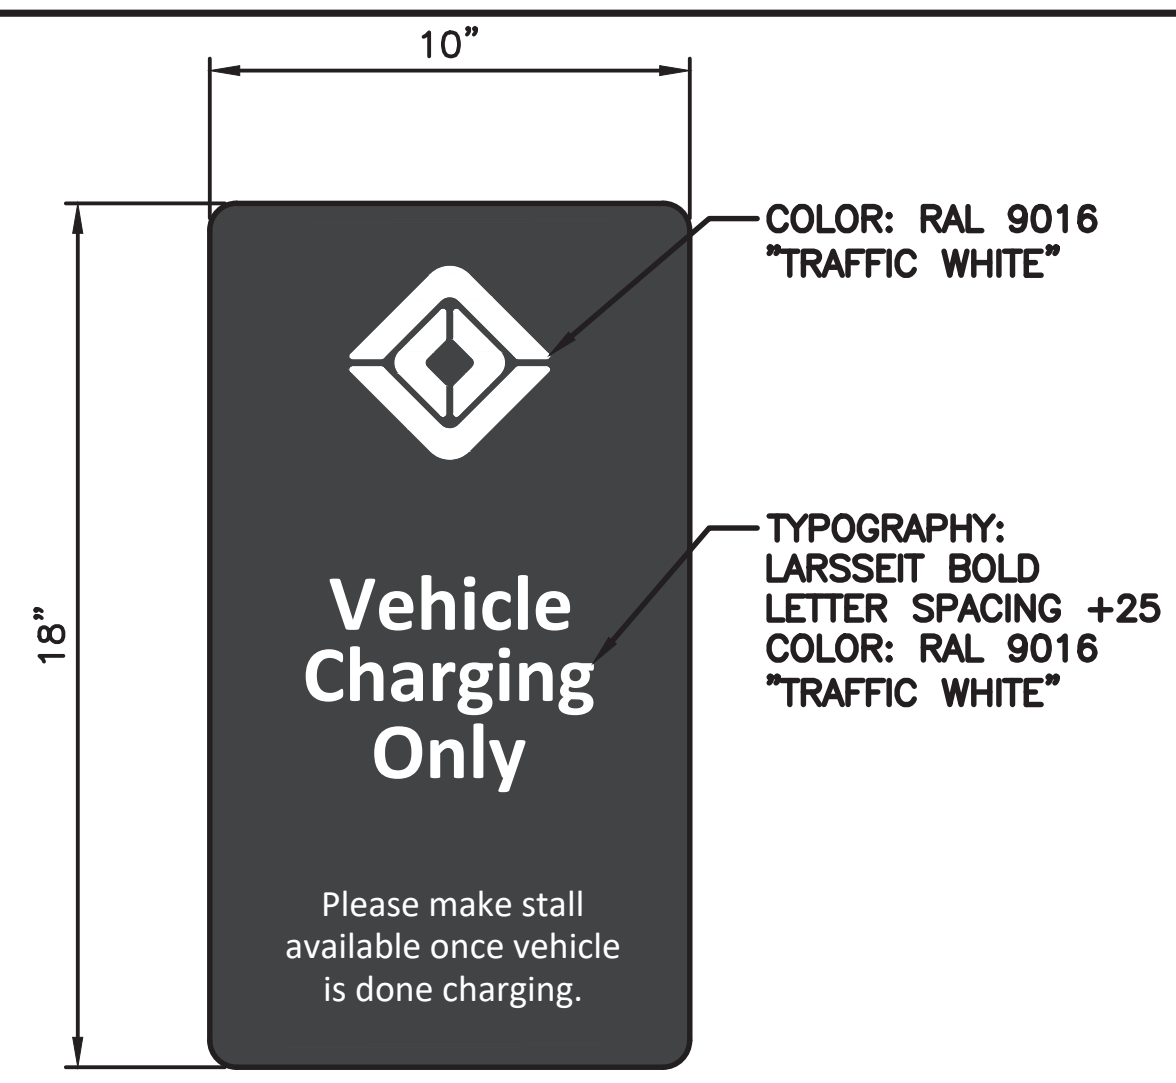 10”
COLOR: RAL 9016
”TRAFFIC WHITE”
18”
Vehicle
Charging
Only
TYPOGRAPHY:
LARSSEIT BOLD
LETTER SPACING +25
COLOR: RAL 9016
”TRAFFIC WHITE”
Please make stall
available once vehicle
is done charging.